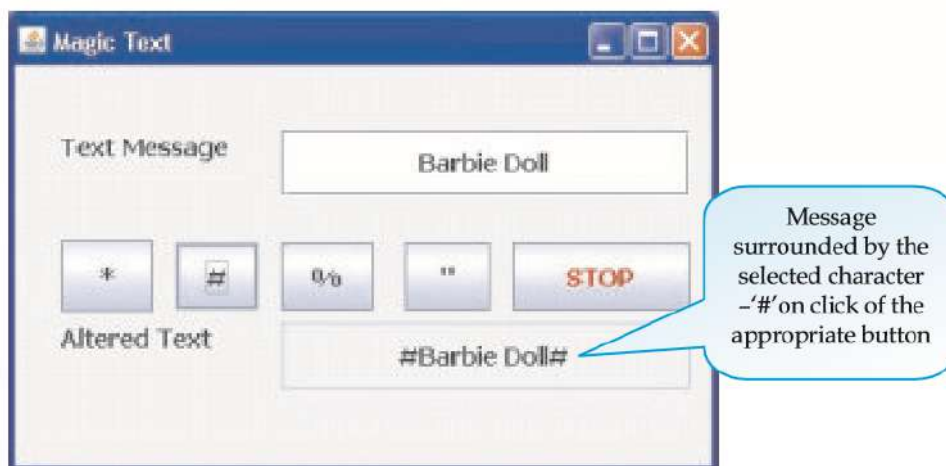 Magic Text
Text Message
Barbie Doll
*
#
%
"
STOP
Altered Text
#Barbie Doll#
Message
surrounded by the
selected character
–‘#’on click of the
appropriate button